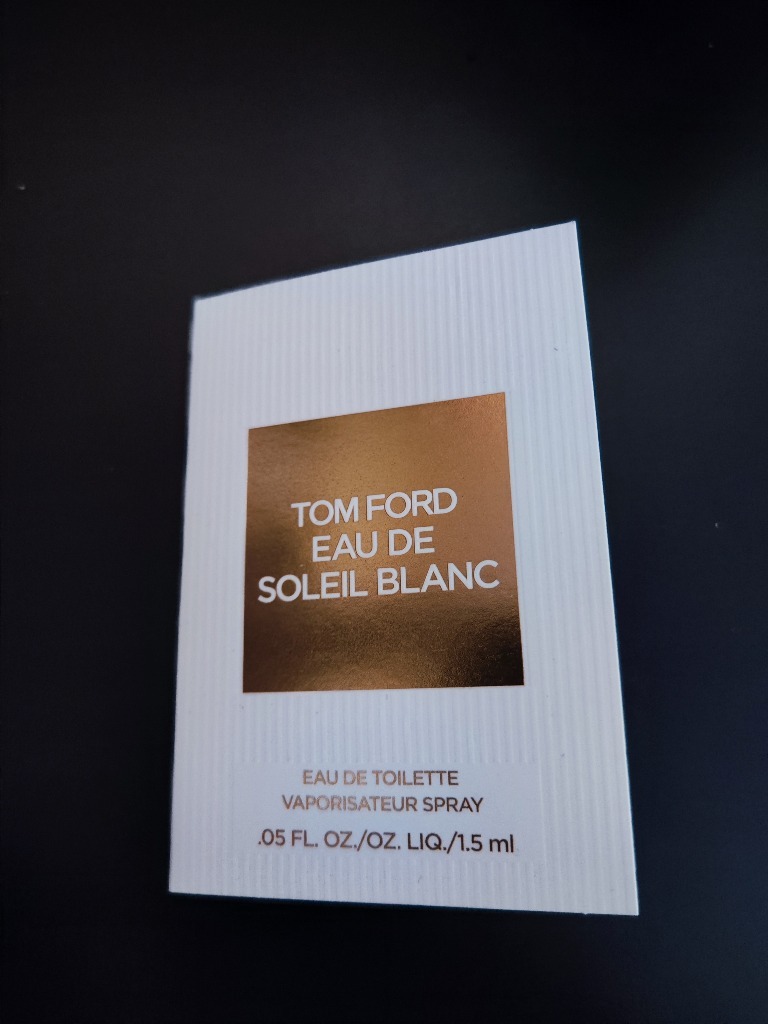 TOM FORD
EAU DE
SOLEIL BLANC
EAU DE TOILETTE
VAPORISATEUR SPRAY
.05 FL. OZ./OZ. LIQ./1.5 ml